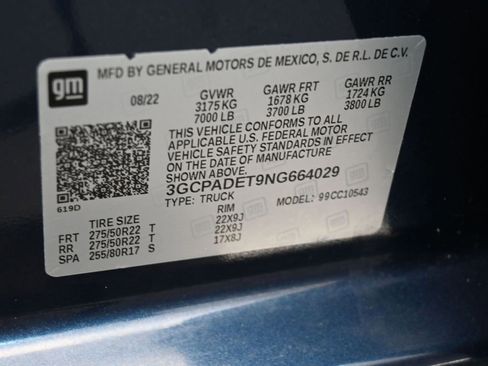 gm
MFD BY GENERAL MOTORS DE MEXICO, S. DE R.L. DE C.V.
08/22 GVWR GAWR FRT GAWR RR
3175 KG 1678 KG 1724 KG
7000 LB 3700 LB 3800 LB
THIS VEHICLE CONFORMS TO ALL
APPLICABLE U.S. FEDERAL MOTOR
VEHICLE SAFETY STANDARDS IN EFFECT
ON THE DATE OF MANUFACTURE
SHOWN ABOVE.
3GCPADET9NG664029
619D
TYPE: TRUCK MODEL: 99CC10543
TIRE SIZE RIM
FRT 275/50R22 T 22X9J
RR 275/50R22 T 22X9J
SPA 255/80R17 S 17X8J